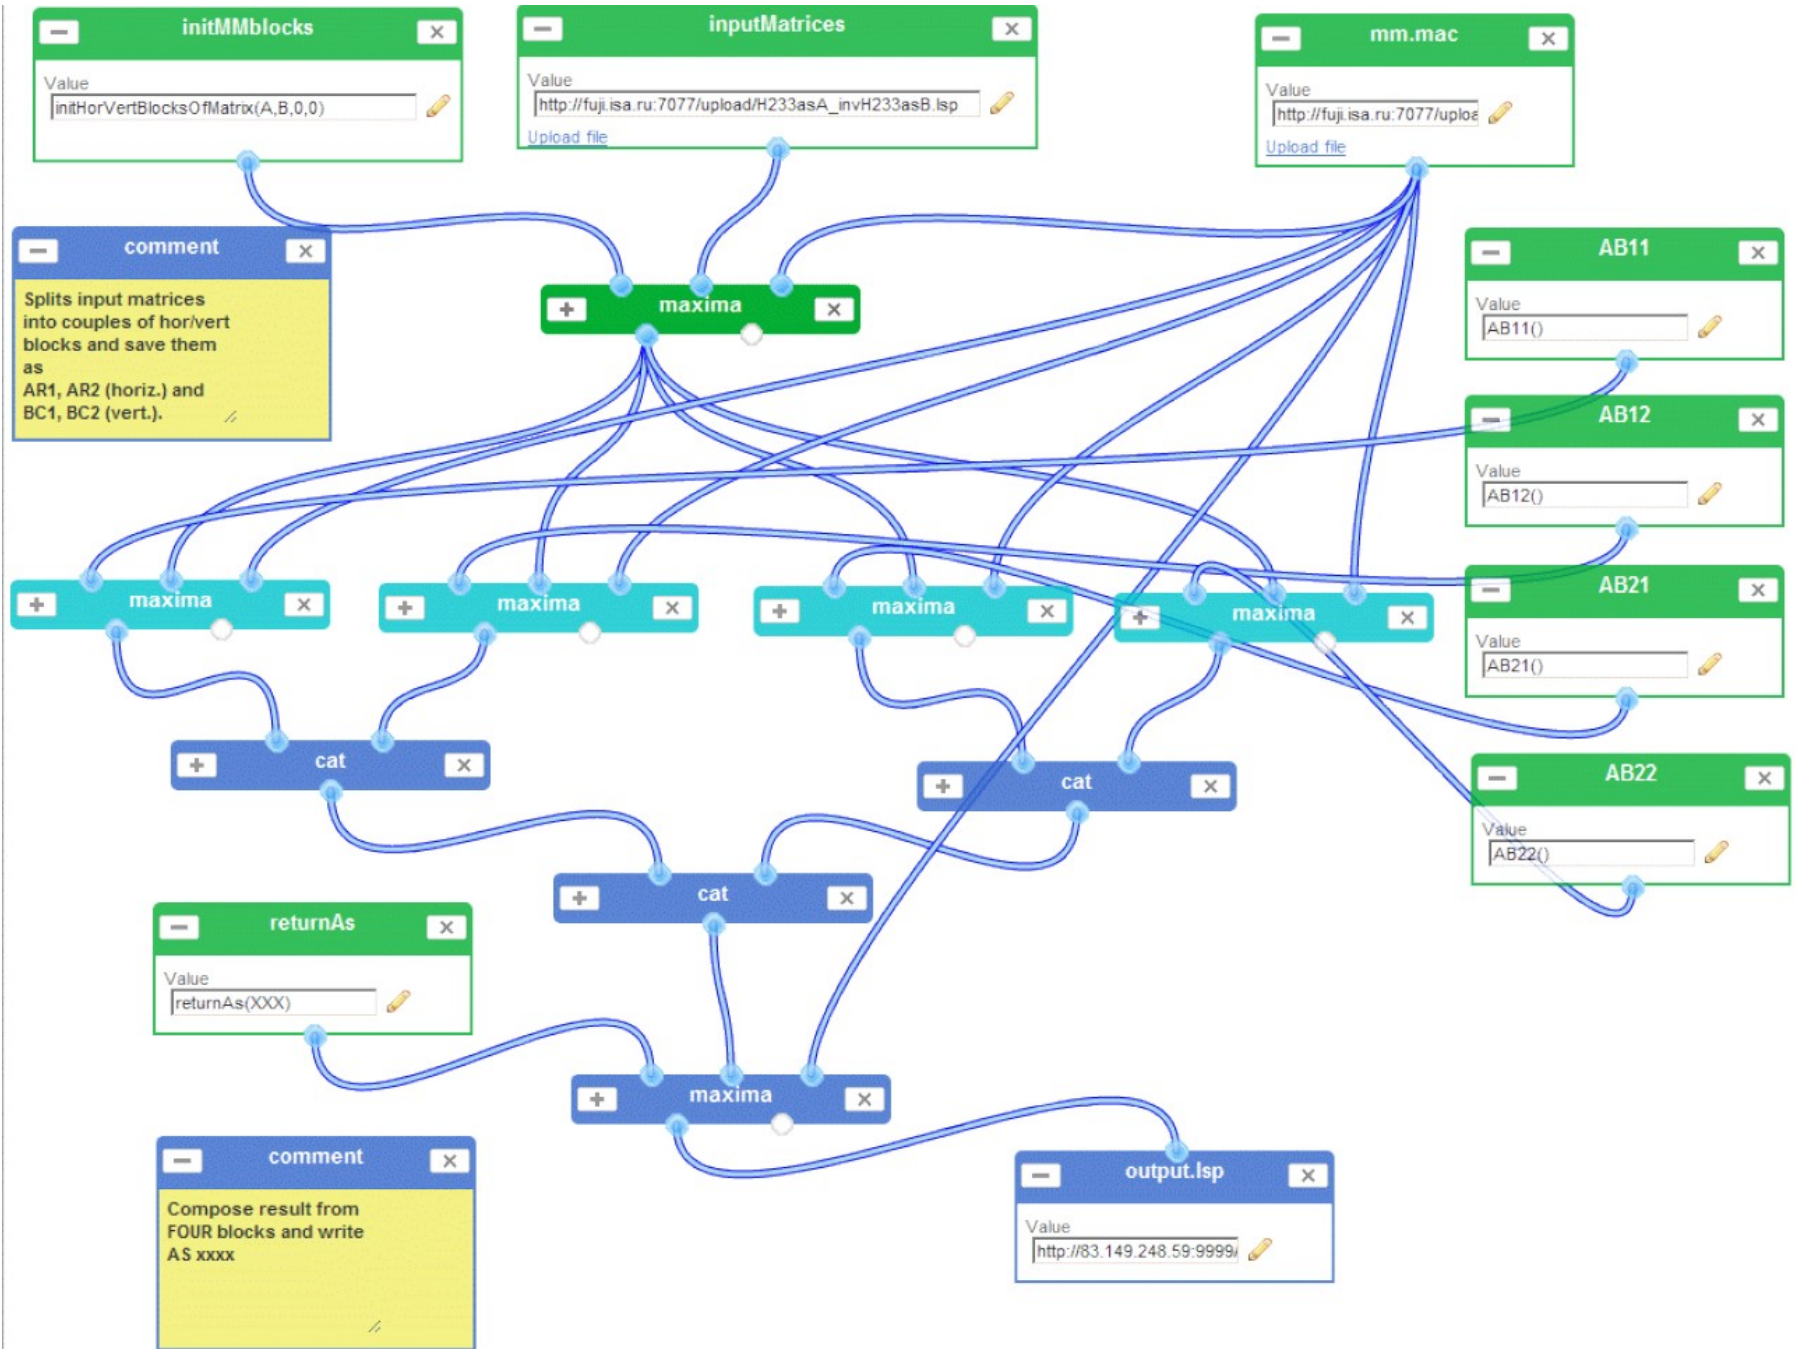 initMMblocks
Value
initHorVertBlocksOfMatrix(A,B,0,0)
inputMatrices
Value
http://fuji.isa.ru:7077/upload/H233asA_invH233asB.lsp
Upload file
mm.mac
Value
http://fuji.isa.ru:7077/uploa
Upload file
comment
Splits input matrices
into couples of hor/vert
blocks and save them
as
AR1, AR2 (horiz.) and
BC1, BC2 (vert.).
maxima
AB11
Value
AB11()
AB12
Value
AB12()
AB21
Value
AB21()
AB22
Value
AB22()
maxima
maxima
maxima
maxima
cat
cat
cat
returnAs
Value
returnAs(XXX)
maxima
comment
Compose result from
FOUR blocks and write
AS xxxx
output.lsp
Value
http://83.149.248.59:9999/